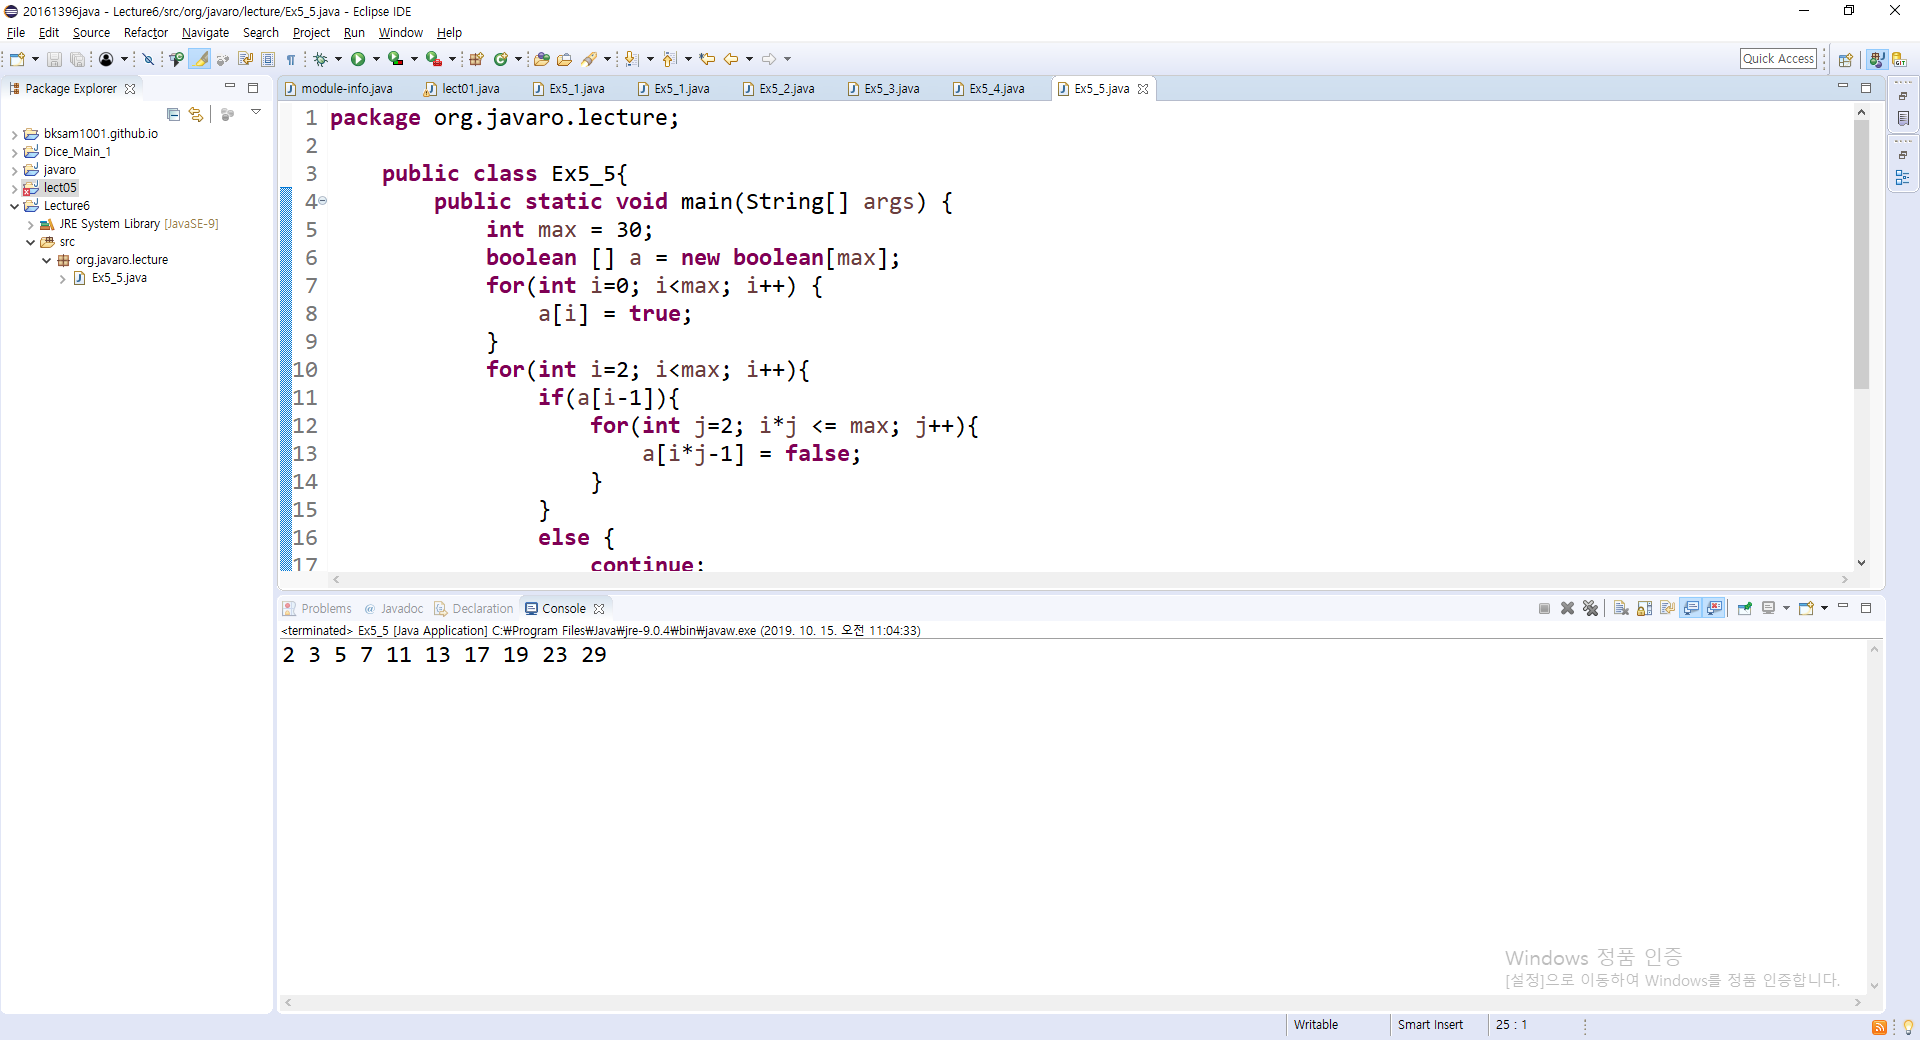 20161396java - Lecture6/src/org/javaro/lecture/Ex5_5.java - Eclipse IDE
File Edit Source Refactor Navigate Search Project Run Window Help
Quick Access
Package Explorer
bksam1001.github.io
Dice_Main_1
javaro
lect05
Lecture6
JRE System Library [JavaSE-9]
src
org.javaro.lecture
Ex5_5.java
module-info.java lect01.java Ex5_1.java Ex5_1.java Ex5_2.java Ex5_3.java Ex5_4.java Ex5_5.java
1 package org.javaro.lecture;
2
3 public class Ex5_5{
4 public static void main(String[] args) {
5 int max = 30;
6 boolean [] a = new boolean[max];
7 for(int i=0; i<max; i++) {
8 a[i] = true;
9 }
10 for(int i=2; i<max; i++){
11 if(a[i-1]){
12 for(int j=2; i*j <= max; j++){
13 a[i*j-1] = false;
14 }
15 }
16 else {
17 continue;
Problems @ Javadoc Declaration Console
<terminated> Ex5_5 [Java Application] C:₩Program Files₩Java₩jre-9.0.4₩bin₩javaw.exe (2019. 10. 15. 오전 11:04:33)
2 3 5 7 11 13 17 19 23 29
Windows 정품 인증
[설정]으로 이동하여 Windows를 정품 인증합니다.
Writable Smart Insert 25 : 1